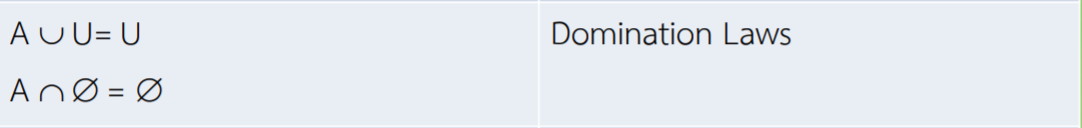 A ∪ U= U
Domination Laws
A ∩ ∅ = ∅